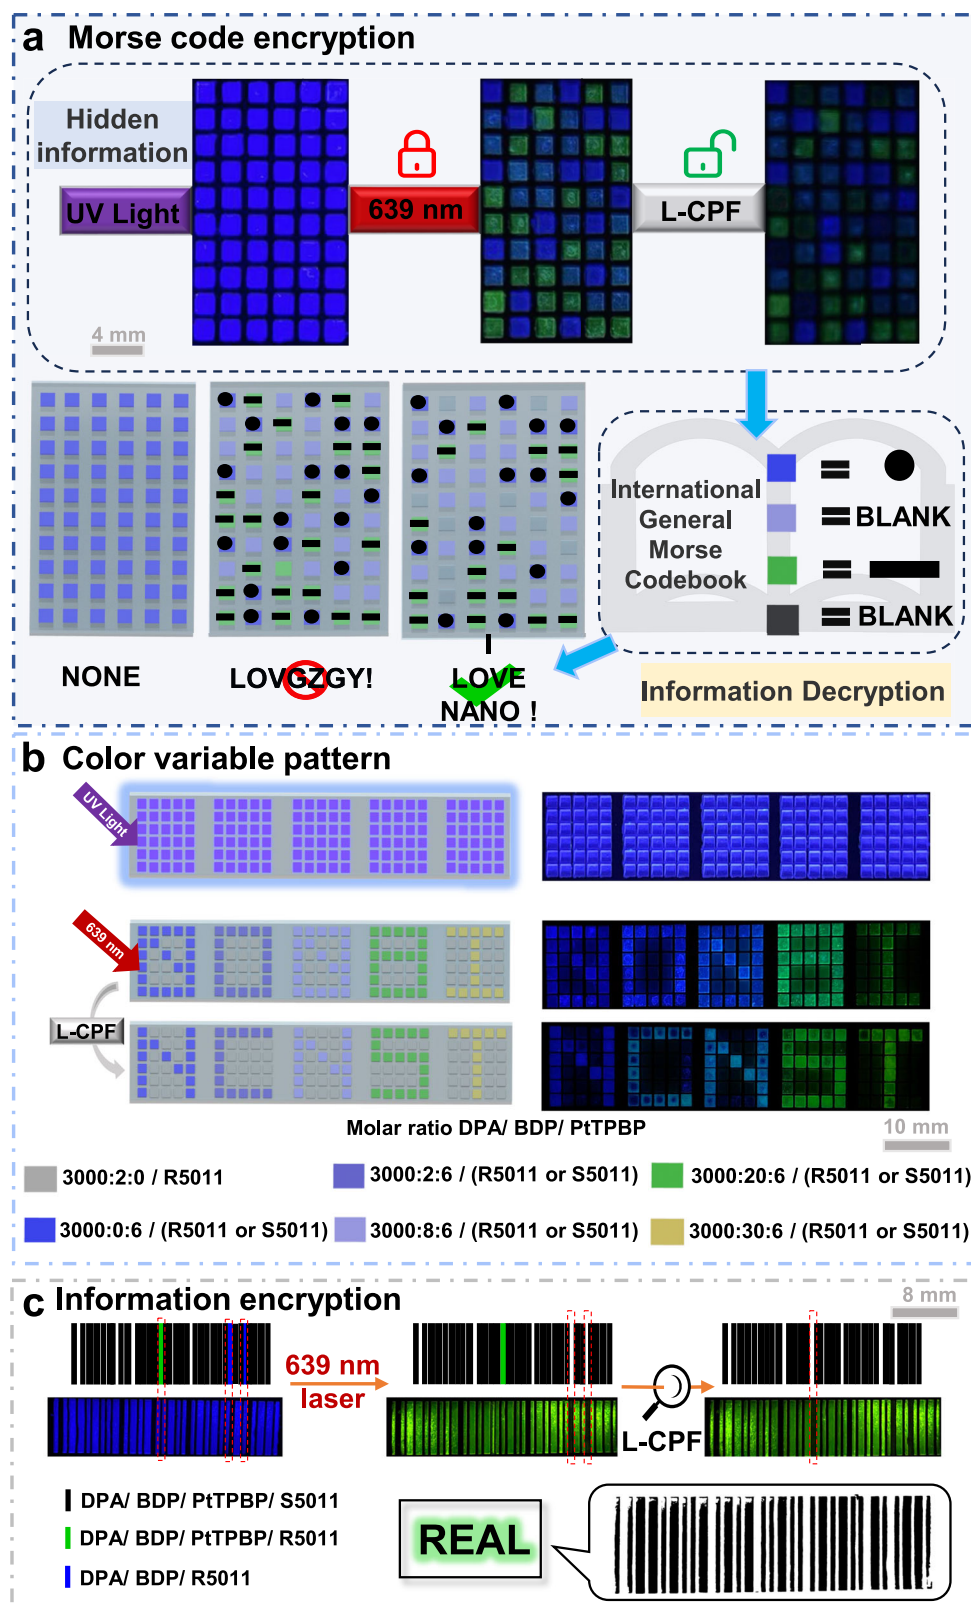 a Morse code encryption
Hidden
information
UV Light
639 nm
L-CPF
4 mm
International
General
Morse
Codebook
= BLANK
= BLANK
NONE
LOVGZGY!
LOVE
NANO !
Information Decryption
b Color variable pattern
UV Light
639 nm
L-CPF
Molar ratio DPA/ BDP/ PtTPBP
10 mm
3000:2:0 / R5011
3000:2:6 / (R5011 or S5011)
3000:20:6 / (R5011 or S5011)
3000:0:6 / (R5011 or S5011)
3000:8:6 / (R5011 or S5011)
3000:30:6 / (R5011 or S5011)
c Information encryption
8 mm
639 nm
laser
L-CPF
DPA/ BDP/ PtTPBP/ S5011
DPA/ BDP/ PtTPBP/ R5011
DPA/ BDP/ R5011
REAL